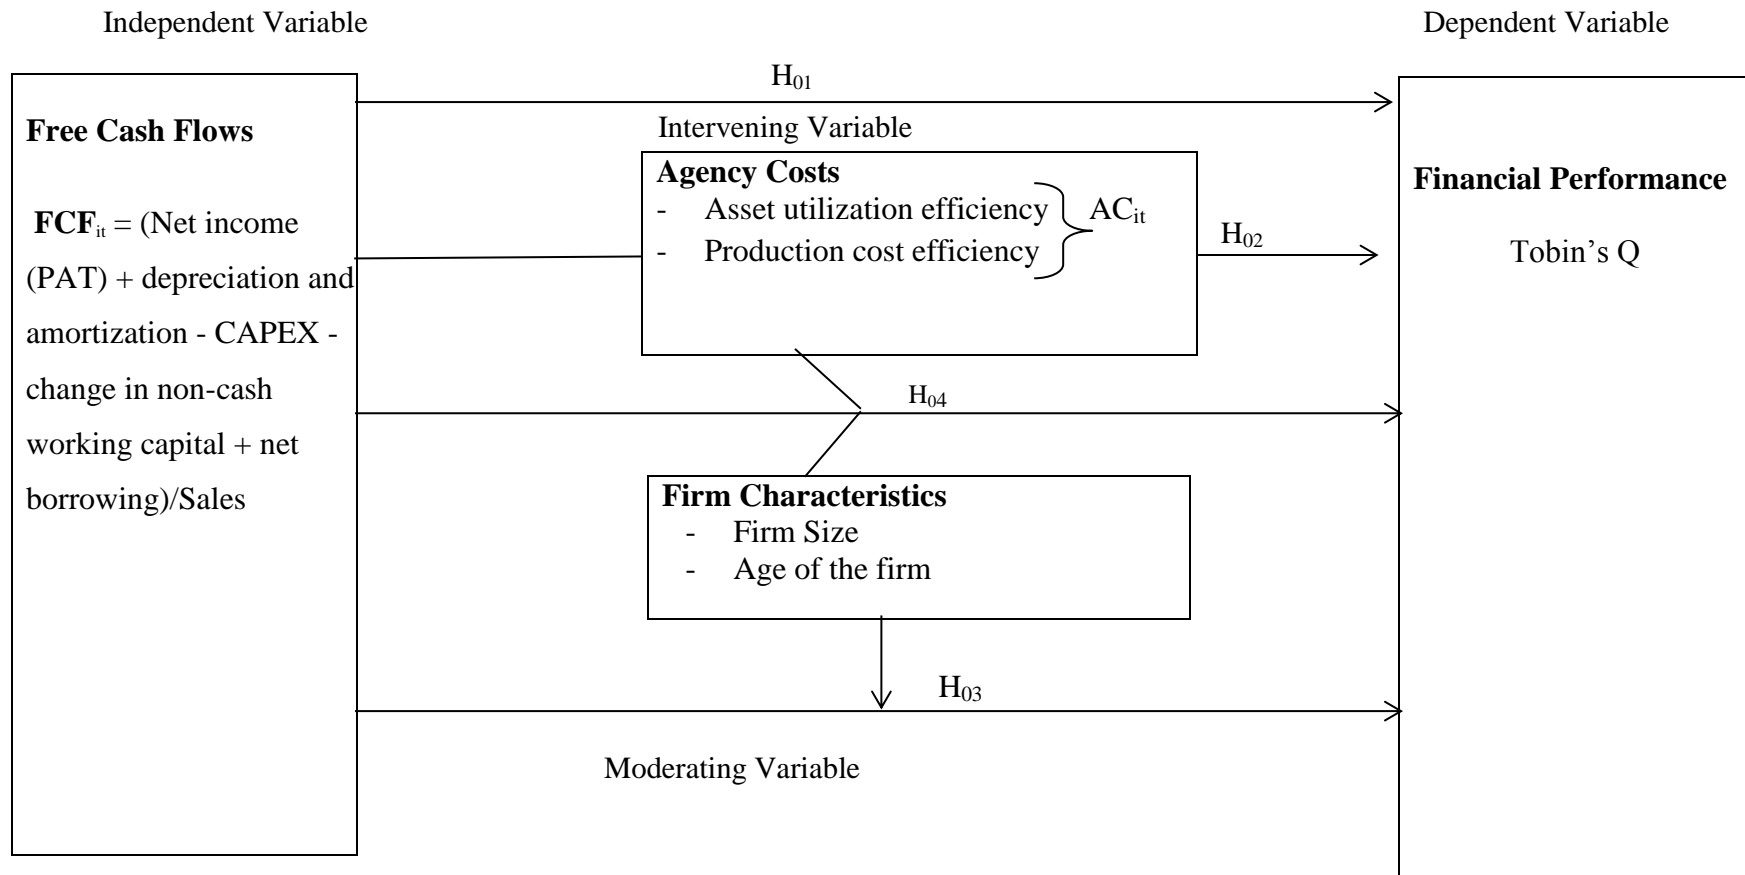 Independent Variable
Dependent Variable
Free Cash Flows
FCFit = (Net income
(PAT) + depreciation and
amortization - CAPEX -
change in non-cash
working capital + net
borrowing)/Sales
H01
Intervening Variable
Agency Costs
- Asset utilization efficiency
- Production cost efficiency
ACit
H02
H04
Firm Characteristics
- Firm Size
- Age of the firm
H03
Moderating Variable
Financial Performance
Tobin’s Q